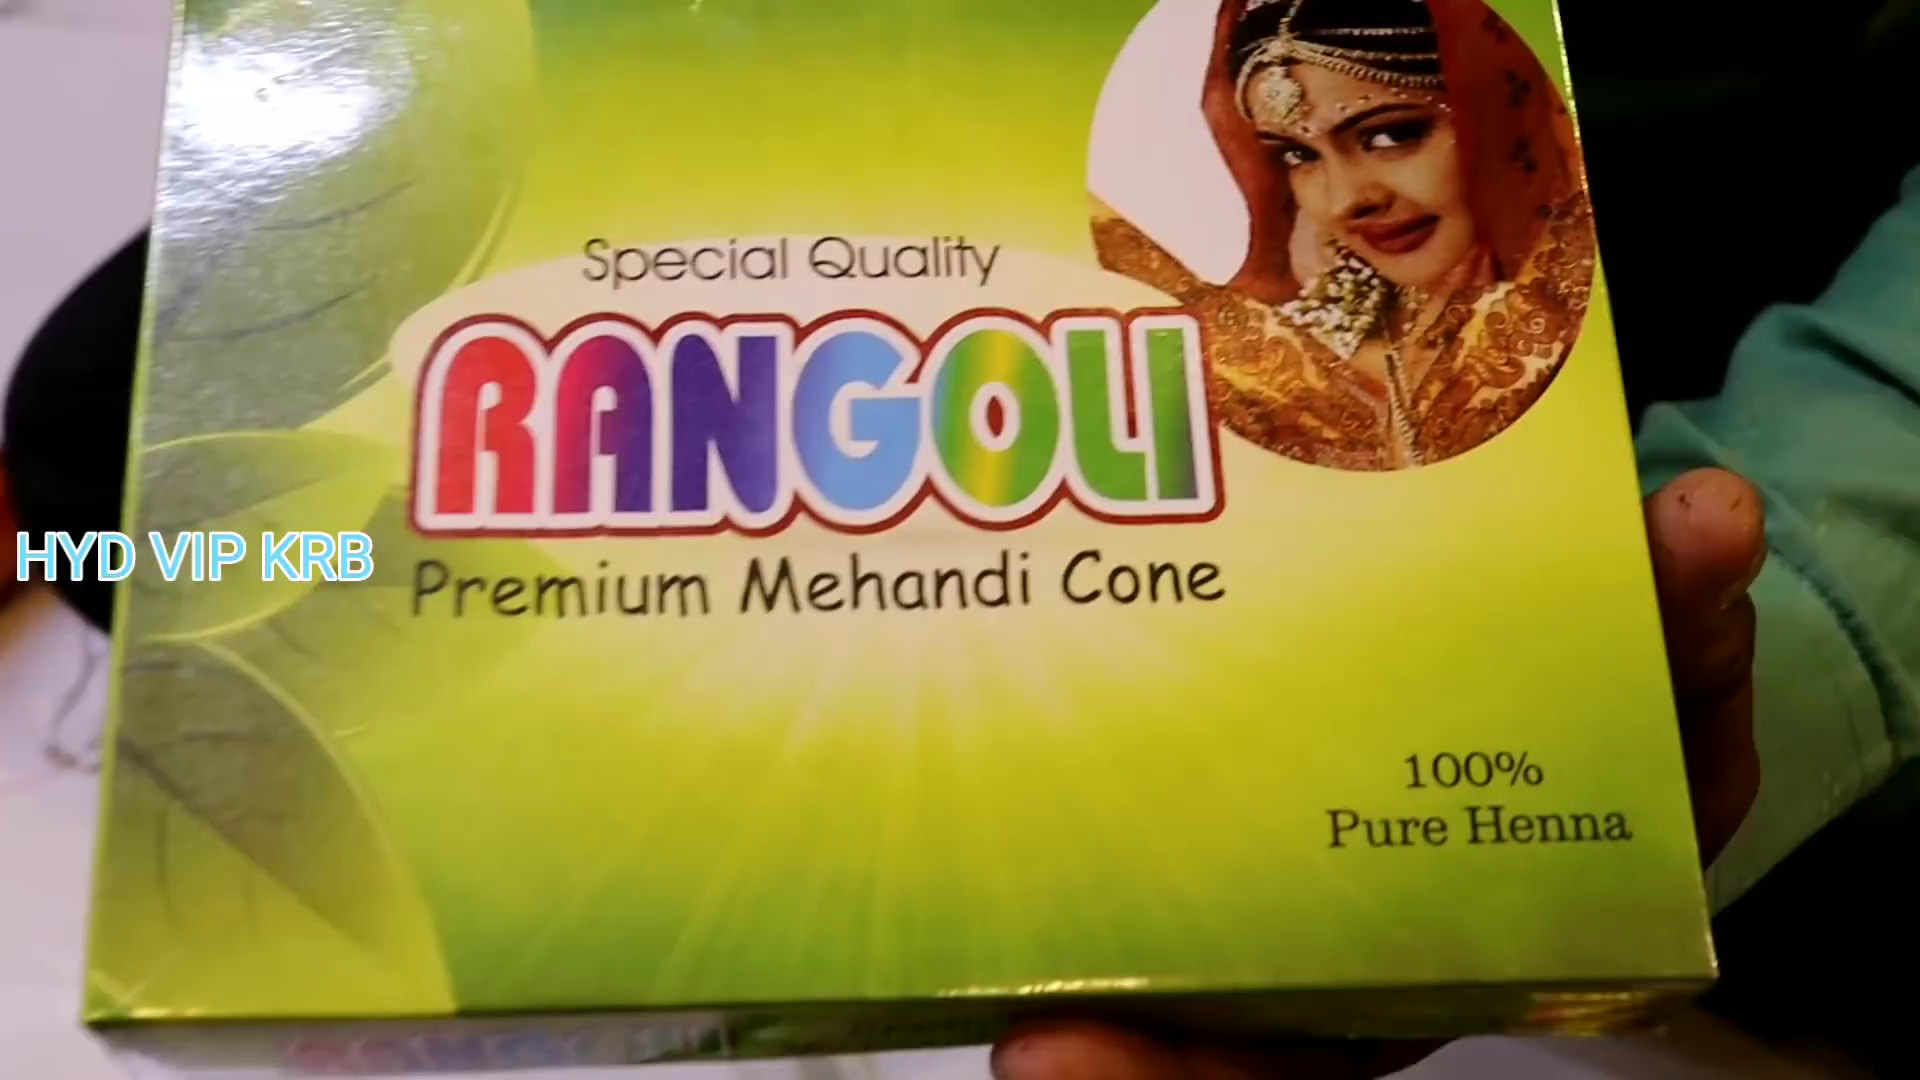 Special Quality
RANGOLI
HYD VIP KRB
Premium Mehandi Cone
100%
Pure Henna